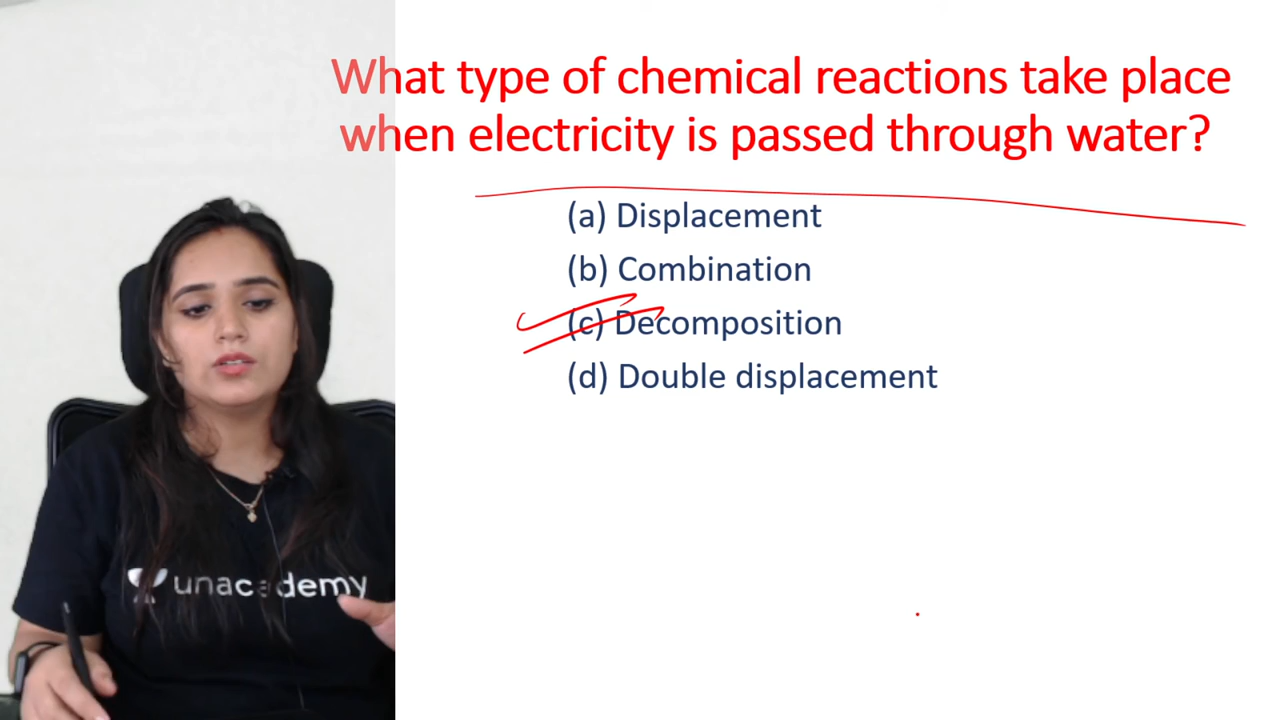 What type of chemical reactions take place
when electricity is passed through water?
(a) Displacement
(b) Combination
(c) Decomposition
(d) Double displacement
unacademy